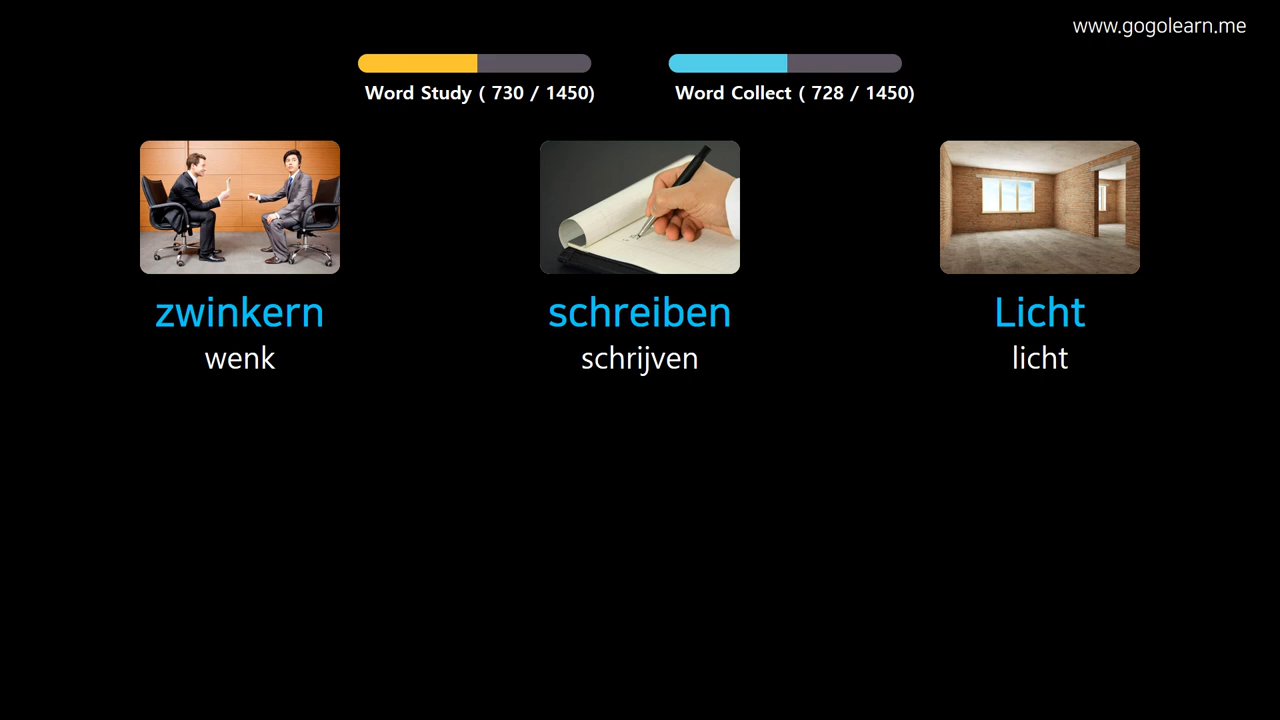 www.gogolearn.me
Word Study ( 730 / 1450)
Word Collect ( 728 / 1450)
zwinkern
wenk
schreiben
schrijven
Licht
licht